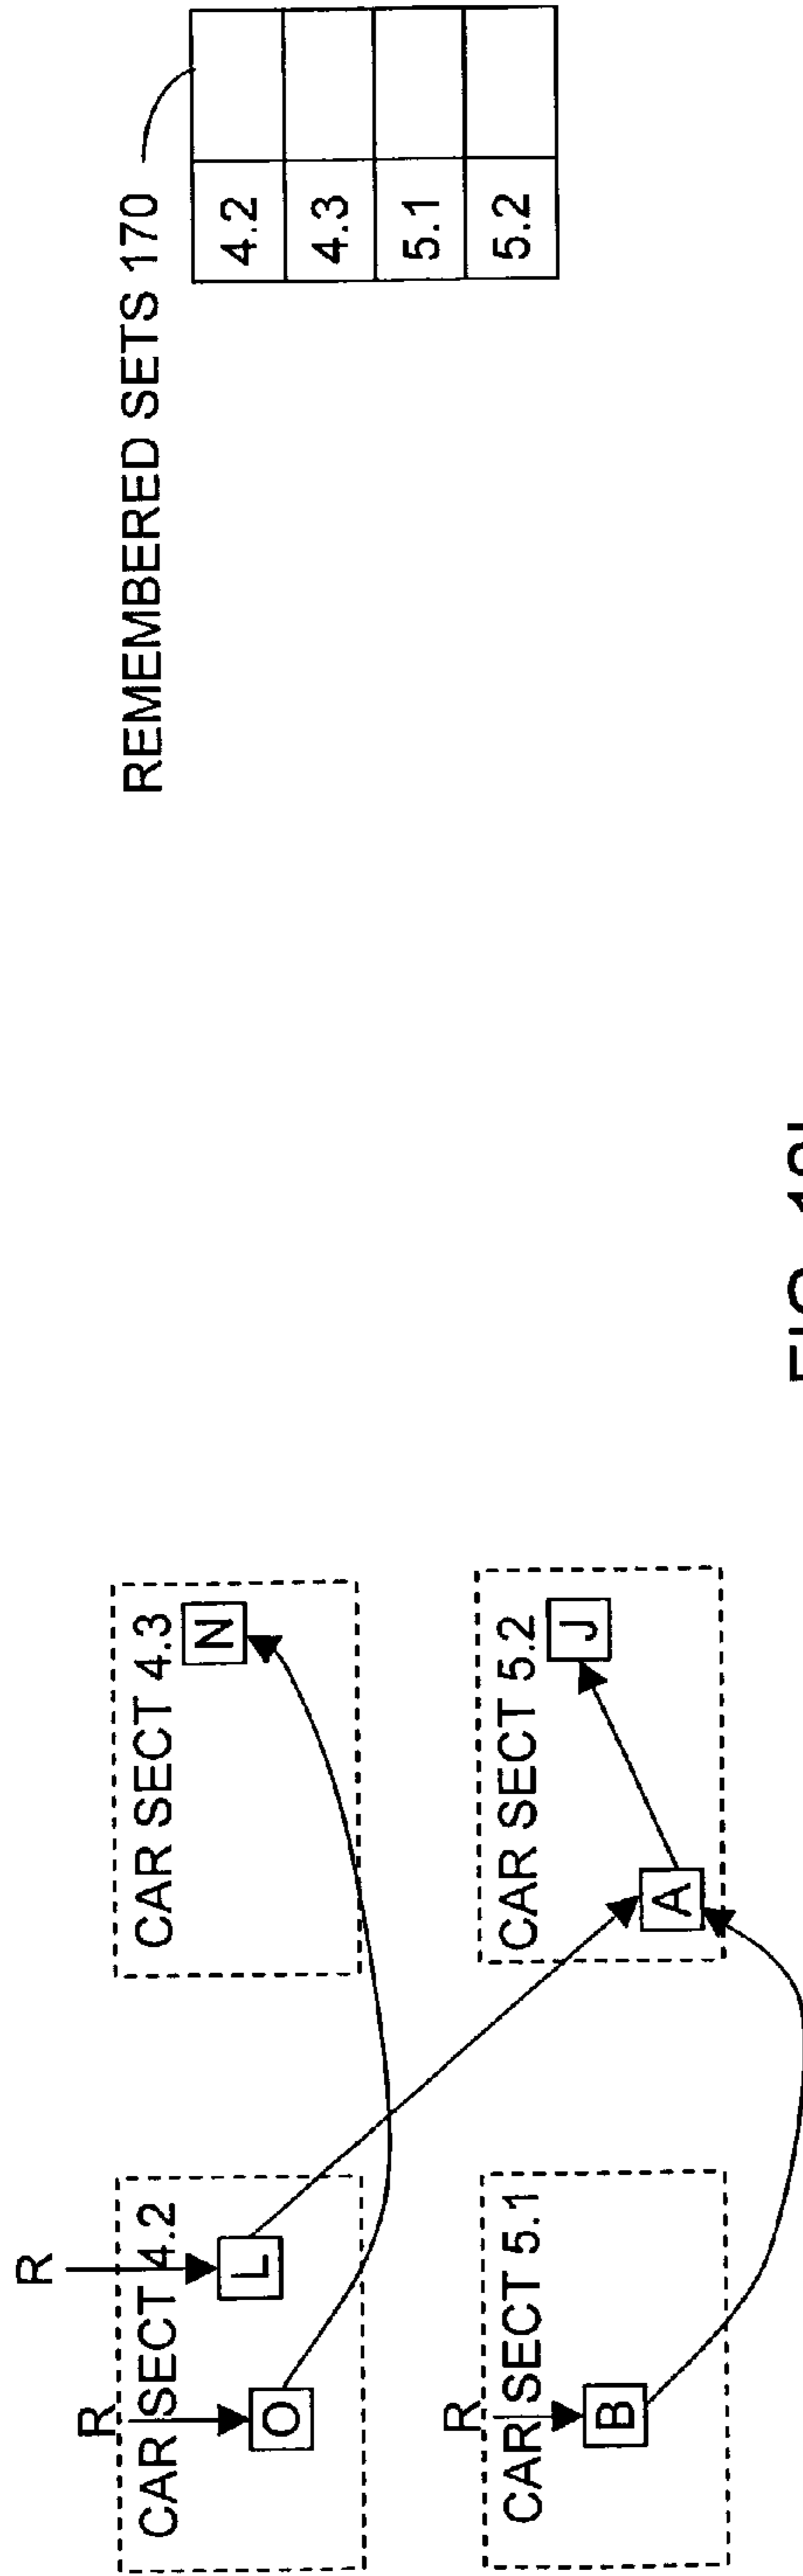 R
R
CAR SECT 4.2
O
L
CAR SECT 4.3
N
R
CAR SECT 5.1
B
CAR SECT 5.2
A
J
REMEMBERED SETS 170
4.2
4.3
5.1
5.2
FIG.